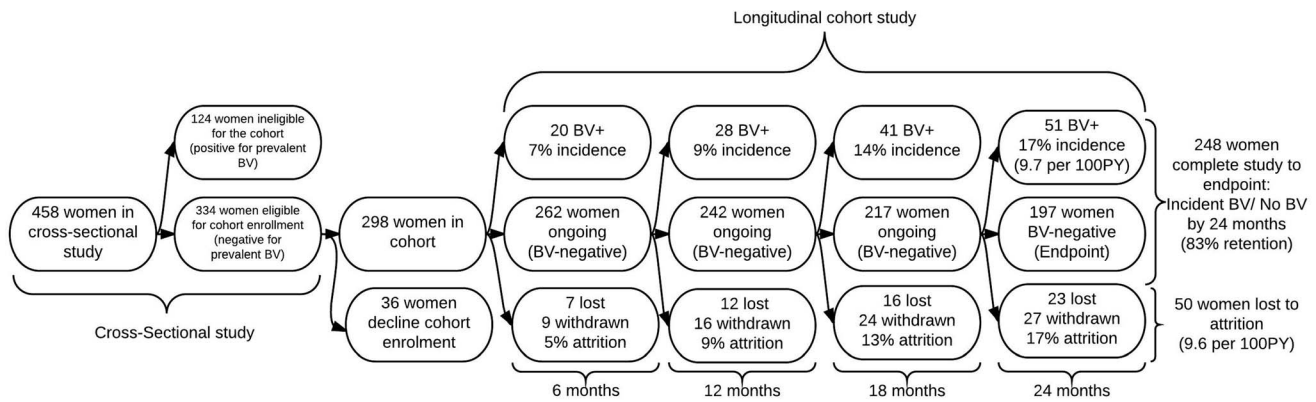 Longitudinal cohort study
124 women ineligible
for the cohort
(positive for prevalent
BV)
20 BV+
7% incidence
28 BV+
9% incidence
41 BV+
14% incidence
51 BV+
17% incidence
(9.7 per 100PY)
248 women
complete study to
endpoint:
Incident BV/ No BV
by 24 months
(83% retention)
458 women in
cross-sectional
study
334 women eligible
for cohort enrollment
(negative for
prevalent BV)
298 women in
cohort
262 women
ongoing
(BV-negative)
242 women
ongoing
(BV-negative)
217 women
ongoing
(BV-negative)
197 women
BV-negative
(Endpoint)
36 women
decline cohort
enrolment
7 lost
9 withdrawn
5% attrition
12 lost
16 withdrawn
9% attrition
16 lost
24 withdrawn
13% attrition
23 lost
27 withdrawn
17% attrition
50 women lost to
attrition
(9.6 per 100PY)
Cross-Sectional study
6 months
12 months
18 months
24 months